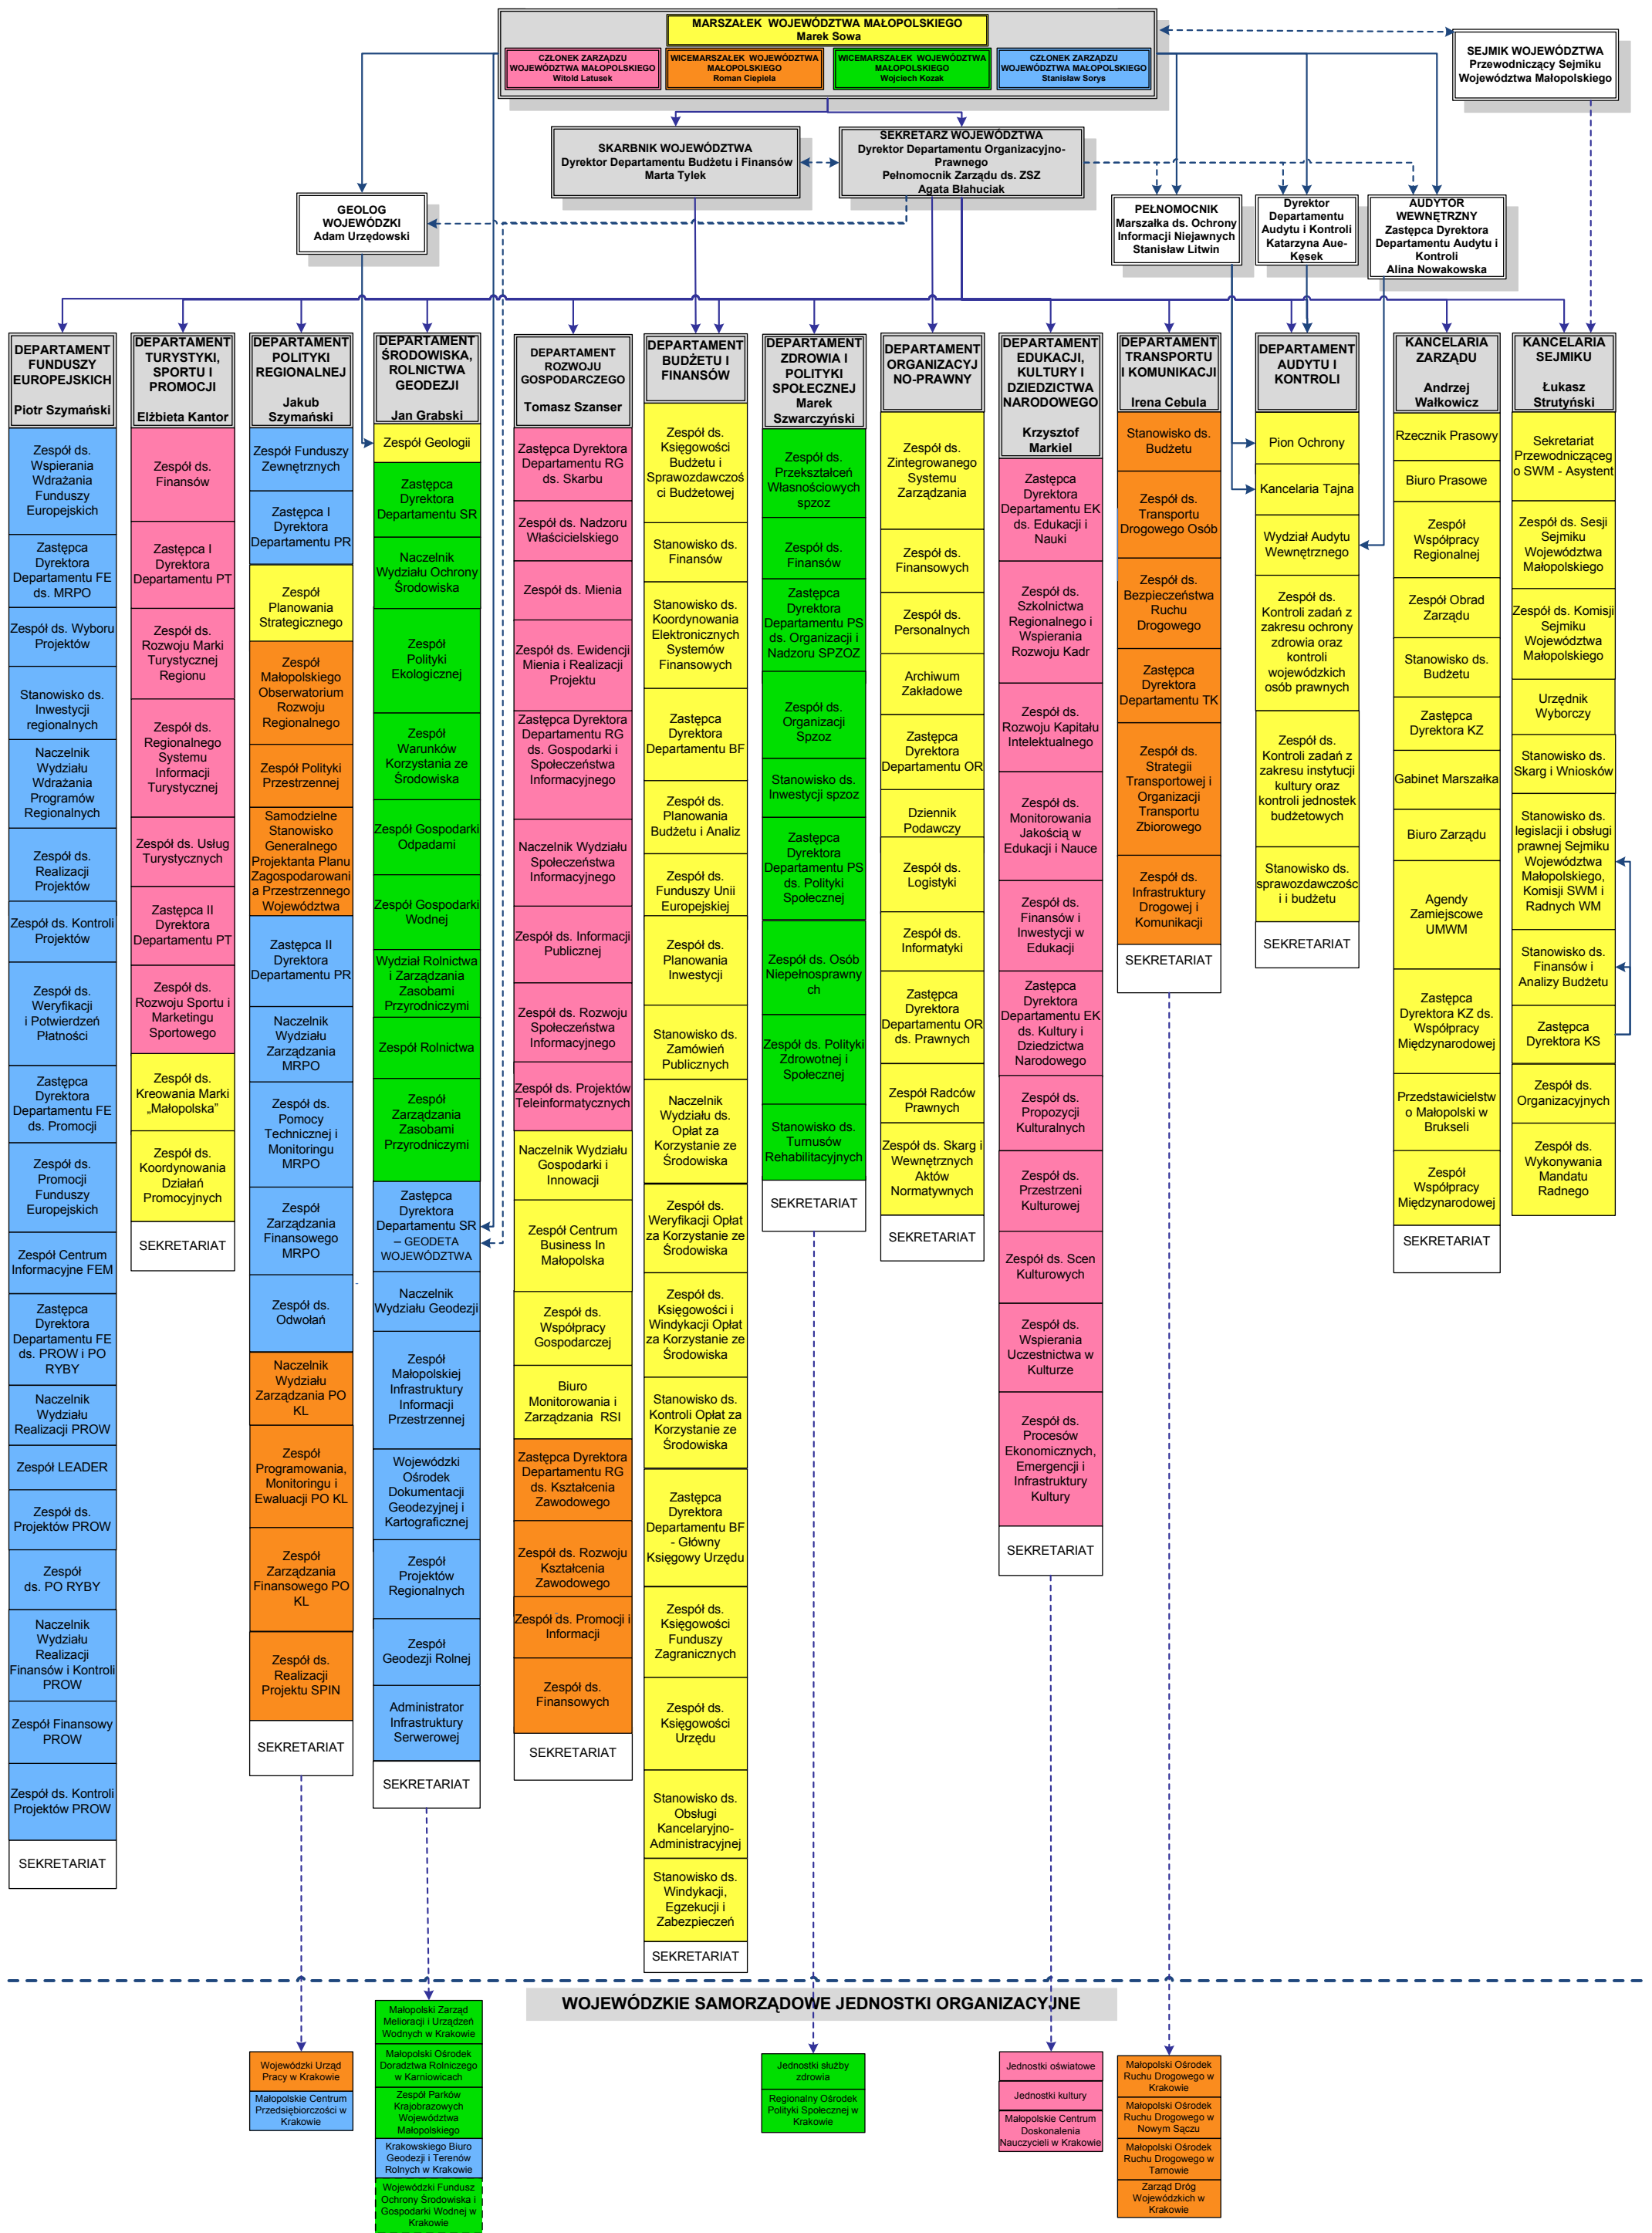 MARSZAŁEK WOJEWÓDZTWA MAŁOPOLSKIEGO
Marek Sowa
CZŁONEK ZARZĄDU
WOJEWÓDZTWA MAŁOPOLSKIEGO
Witold Latusek
WICEMARSZAŁEK WOJEWÓDZTWA
MAŁOPOLSKIEGO
Roman Ciepiela
WICEMARSZAŁEK WOJEWÓDZTWA
MAŁOPOLSKIEGO
Wojciech Kozak
CZŁONEK ZARZĄDU
WOJEWÓDZTWA MAŁOPOLSKIEGO
Stanisław Sorys
SEJMIK WOJEWÓDZTWA
Przewodniczący Sejmiku
Województwa Małopolskiego
SKARBNIK WOJEWÓDZTWA
Dyrektor Departamentu Budżetu i Finansów
Marta Tylek
SEKRETARZ WOJEWÓDZTWA
Dyrektor Departamentu Organizacyjno-
Prawnego
Pełnomocnik Zarządu ds. ZSZ
Agata Błahuciak
GEOLOG
WOJEWÓDZKI
Adam Urzędowski
PEŁNOMOCNIK
Marszałka ds. Ochrony
Informacji Niejawnych
Stanisław Litwin
Dyrektor
Departamentu
Audytu i Kontroli
Katarzyna Aue-
Kęsek
AUDYTOR
WEWNĘTRZNY
Zastępca Dyrektora
Departamentu Audytu i
Kontroli
Alina Nowakowska
DEPARTAMENT
FUNDUSZY
EUROPEJSKICH
Piotr Szymański
Zespół ds.
Wspierania
Wdrażania
Funduszy
Europejskich
Zastępca
Dyrektora
Departamentu FE
ds. MRPO
Zespół ds. Wyboru
Projektów
Stanowisko ds.
Inwestycji
regionalnych
Naczelnik
Wydziału
Wdrażania
Programów
Regionalnych
Zespół ds.
Realizacji
Projektów
Zespół ds. Kontroli
Projektów
Zespół ds.
Weryfikacji
i Potwierdzeń
Płatności
Zastępca
Dyrektora
Departamentu FE
ds. Promocji
Zespół ds.
Promocji
Funduszy
Europejskich
Zespół Centrum
Informacyjne FEM
Zastępca
Dyrektora
Departamentu FE
ds. PROW i PO
RYBY
Naczelnik
Wydziału
Realizacji PROW
Zespół LEADER
Zespół ds.
Projektów PROW
Zespół
ds. PO RYBY
Naczelnik
Wydziału
Realizacji
Finansów i Kontroli
PROW
Zespół Finansowy
PROW
Zespół ds. Kontroli
Projektów PROW
SEKRETARIAT
DEPARTAMENT
TURYSTYKI,
SPORTU I
PROMOCJI
Elżbieta Kantor
Zespół ds.
Finansów
Zastępca I
Dyrektora
Departamentu PT
Zespół ds.
Rozwoju Marki
Turystycznej
Regionu
Zespół ds.
Regionalnego
Systemu
Informacji
Turystycznej
Zespół ds. Usług
Turystycznych
Zastępca II
Dyrektora
Departamentu PT
Zespół ds.
Rozwoju Sportu i
Marketingu
Sportowego
Zespół ds.
Kreowania Marki
„Małopolska”
Zespół ds.
Koordynowania
Działań
Promocyjnych
SEKRETARIAT
DEPARTAMENT
POLITYKI
REGIONALNEJ
Jakub
Szymański
Zespół Funduszy
Zewnętrznych
Zastępca I
Dyrektora
Departamentu PR
Zespół
Planowania
Strategicznego
Zespół
Małopolskiego
Obserwatorium
Rozwoju
Regionalnego
Zespół Polityki
Przestrzennej
Samodzielne
Stanowisko
Generalnego
Projektanta Planu
Zagospodarowani
a Przestrzennego
Województwa
Zastępca II
Dyrektora
Departamentu PR
Naczelnik
Wydziału
Zarządzania
MRPO
Zespół ds.
Pomocy
Technicznej i
Monitoringu
MRPO
Zespół
Zarządzania
Finansowego
MRPO
Zespół ds.
Odwołań
Naczelnik
Wydziału
Zarządzania PO
KL
Zespół
Programowania,
Monitoringu i
Ewaluacji PO KL
Zespół
Zarządzania
Finansowego PO
KL
Zespół ds.
Realizacji
Projektu SPIN
SEKRETARIAT
DEPARTAMENT
ŚRODOWISKA,
ROLNICTWA
GEODEZJI
Jan Grabski
Zespół Geologii
Zastępca
Dyrektora
Departamentu SR
Naczelnik
Wydziału Ochrony
Środowiska
Zespół
Polityki
Ekologicznej
Zespół
Warunków
Korzystania ze
Środowiska
Zespół Gospodarki
Odpadami
Zespół Gospodarki
Wodnej
Wydział Rolnictwa
i Zarządzania
Zasobami
Przyrodniczymi
Zespół Rolnictwa
Zespół
Zarządzania
Zasobami
Przyrodniczymi
Zastępca
Dyrektora
Departamentu SR
– GEODETA
WOJEWÓDZTWA
Naczelnik
Wydziału Geodezji
Zespół
Małopolskiej
Infrastruktury
Informacji
Przestrzennej
Wojewódzki
Ośrodek
Dokumentacji
Geodezyjnej i
Kartograficznej
Zespół
Projektów
Regionalnych
Zespół
Geodezji Rolnej
Administrator
Infrastruktury
Serwerowej
SEKRETARIAT
DEPARTAMENT
ROZWOJU
GOSPODARCZEGO
Tomasz Szanser
Zastępca Dyrektora
Departamentu RG
ds. Skarbu
Zespół ds. Nadzoru
Właścicielskiego
Zespół ds. Mienia
Zespół ds. Ewidencji
Mienia i Realizacji
Projektu
Zastępca Dyrektora
Departamentu RG
ds. Gospodarki i
Społeczeństwa
Informacyjnego
Naczelnik Wydziału
Społeczeństwa
Informacyjnego
Zespół ds. Informacji
Publicznej
Zespół ds. Rozwoju
Społeczeństwa
Informacyjnego
Zespół ds. Projektów
Teleinformatycznych
Naczelnik Wydziału
Gospodarki i
Innowacji
Zespół Centrum
Business In
Małopolska
Zespół ds.
Współpracy
Gospodarczej
Biuro
Monitorowania i
Zarządzania RSI
Zastępca Dyrektora
Departamentu RG
ds. Kształcenia
Zawodowego
Zespół ds. Rozwoju
Kształcenia
Zawodowego
Zespół ds. Promocji i
Informacji
Zespół ds.
Finansowych
SEKRETARIAT
DEPARTAMENT
BUDŻETU I
FINANSÓW
Zespół ds.
Księgowości
Budżetu i
Sprawozdawczoś
ci Budżetowej
Stanowisko ds.
Finansów
Stanowisko ds.
Koordynowania
Elektronicznych
Systemów
Finansowych
Zastępca
Dyrektora
Departamentu BF
Zespół ds.
Planowania
Budżetu i Analiz
Zespół ds.
Funduszy Unii
Europejskiej
Zespół ds.
Planowania
Inwestycji
Stanowisko ds.
Zamówień
Publicznych
Naczelnik
Wydziału ds.
Opłat za
Korzystanie ze
Środowiska
Zespół ds.
Weryfikacji Opłat
za Korzystanie ze
Środowiska
Zespół ds.
Księgowości i
Windykacji Opłat
za Korzystanie ze
Środowiska
Stanowisko ds.
Kontroli Opłat za
Korzystanie ze
Środowiska
Zastępca
Dyrektora
Departamentu BF
- Główny
Księgowy Urzędu
Zespół ds.
Księgowości
Funduszy
Zagranicznych
Zespół ds.
Księgowości
Urzędu
Stanowisko ds.
Obsługi
Kancelaryjno-
Administracyjnej
Stanowisko ds.
Windykacji,
Egzekucji i
Zabezpieczeń
SEKRETARIAT
DEPARTAMENT
ZDROWIA I
POLITYKI
SPOŁECZNEJ
Marek
Szwarczyński
Zespół ds.
Przekształceń
Własnościowych
spzoz
Zespół ds.
Finansów
Zastępca
Dyrektora
Departamentu PS
ds. Organizacji i
Nadzoru SPZOZ
Zespół ds.
Organizacji
Spzoz
Stanowisko ds.
Inwestycji spzoz
Zastępca
Dyrektora
Departamentu PS
ds. Polityki
Społecznej
Zespół ds. Osób
Niepełnosprawny
ch
Zespół ds. Polityki
Zdrowotnej i
Społecznej
Stanowisko ds.
Turnusów
Rehabilitacyjnych
SEKRETARIAT
DEPARTAMENT
ORGANIZACYJ
NO-PRAWNY
Zespół ds.
Zintegrowanego
Systemu
Zarządzania
Zespół ds.
Finansowych
Zespół ds.
Personalnych
Archiwum
Zakładowe
Zastępca
Dyrektora
Departamentu OR
Dziennik
Podawczy
Zespół ds.
Logistyki
Zespół ds.
Informatyki
Zastępca
Dyrektora
Departamentu OR
ds. Prawnych
Zespół Radców
Prawnych
Zespół ds. Skarg i
Wewnętrznych
Aktów
Normatywnych
SEKRETARIAT
DEPARTAMENT
EDUKACJI,
KULTURY I
DZIEDZICTWA
NARODOWEGO
Krzysztof
Markiel
Zastępca
Dyrektora
Departamentu EK
ds. Edukacji i
Nauki
Zespół ds.
Szkolnictwa
Regionalnego i
Wspierania
Rozwoju Kadr
Zespół ds.
Rozwoju Kapitału
Intelektualnego
Zespół ds.
Monitorowania
Jakością w
Edukacji i Nauce
Zespół ds.
Finansów i
Inwestycji w
Edukacji
Zastępca
Dyrektora
Departamentu EK
ds. Kultury i
Dziedzictwa
Narodowego
Zespół ds.
Propozycji
Kulturalnych
Zespół ds.
Przestrzeni
Kulturowej
Zespół ds. Scen
Kulturowych
Zespół ds.
Wspierania
Uczestnictwa w
Kulturze
Zespół ds.
Procesów
Ekonomicznych,
Emergencji i
Infrastruktury
Kultury
SEKRETARIAT
DEPARTAMENT
TRANSPORTU
I KOMUNIKACJI
Irena Cebula
Stanowisko ds.
Budżetu
Zespół ds.
Transportu
Drogowego Osób
Zespół ds.
Bezpieczeństwa
Ruchu
Drogowego
Zastępca
Dyrektora
Departamentu TK
Zespół ds.
Strategii
Transportowej i
Organizacji
Transportu
Zbiorowego
Zespół ds.
Infrastruktury
Drogowej i
Komunikacji
SEKRETARIAT
DEPARTAMENT
AUDYTU I
KONTROLI
Pion Ochrony
Kancelaria Tajna
Wydział Audytu
Wewnętrznego
Zespół ds.
Kontroli zadań z
zakresu ochrony
zdrowia oraz
kontroli
wojewódzkich
osób prawnych
Zespół ds.
Kontroli zadań z
zakresu instytucji
kultury oraz
kontroli jednostek
budżetowych
Stanowisko ds.
sprawozdawczośc
i i budżetu
SEKRETARIAT
KANCELARIA
ZARZĄDU
Andrzej
Wałkowicz
Rzecznik Prasowy
Biuro Prasowe
Zespół
Współpracy
Regionalnej
Zespół Obrad
Zarządu
Stanowisko ds.
Budżetu
Zastępca
Dyrektora KZ
Gabinet Marszałka
Biuro Zarządu
Agendy
Zamiejscowe
UMWM
Zastępca
Dyrektora KZ ds.
Współpracy
Międzynarodowej
Przedstawicielstw
o Małopolski w
Brukseli
Zespół
Współpracy
Międzynarodowej
SEKRETARIAT
KANCELARIA
SEJMIKU
Łukasz
Strutyński
Sekretariat
Przewodnicząceg
o SWM - Asystent
Zespół ds. Sesji
Sejmiku
Województwa
Małopolskiego
Zespół ds. Komisji
Sejmiku
Województwa
Małopolskiego
Urzędnik
Wyborczy
Stanowisko ds.
Skarg i Wniosków
Stanowisko ds.
legislacji i obsługi
prawnej Sejmiku
Województwa
Małopolskiego,
Komisji SWM i
Radnych WM
Stanowisko ds.
Finansów i
Analizy Budżetu
Zastępca
Dyrektora KS
Zespół ds.
Organizacyjnych
Zespół ds.
Wykonywania
Mandatu
Radnego
WOJEWÓDZKIE SAMORZĄDOWE JEDNOSTKI ORGANIZACYJNE
Wojewódzki Urząd
Pracy w Krakowie
Małopolskie Centrum
Przedsiębiorczości w
Krakowie
Małopolski Zarząd
Melioracji i Urządzeń
Wodnych w Krakowie
Małopolski Ośrodek
Doradztwa Rolniczego
w Karniowicach
Zespół Parków
Krajobrazowych
Województwa
Małopolskiego
Krakowskiego Biuro
Geodezji i Terenów
Rolnych w Krakowie
Wojewódzki Fundusz
Ochrony Środowiska i
Gospodarki Wodnej w
Krakowie
Jednostki służby
zdrowia
Regionalny Ośrodek
Polityki Społecznej w
Krakowie
Jednostki oświatowe
Jednostki kultury
Małopolskie Centrum
Doskonalenia
Nauczycieli w Krakowie
Małopolski Ośrodek
Ruchu Drogowego w
Krakowie
Małopolski Ośrodek
Ruchu Drogowego w
Nowym Sączu
Małopolski Ośrodek
Ruchu Drogowego w
Tarnowie
Zarząd Dróg
Wojewódzkich w
Krakowie